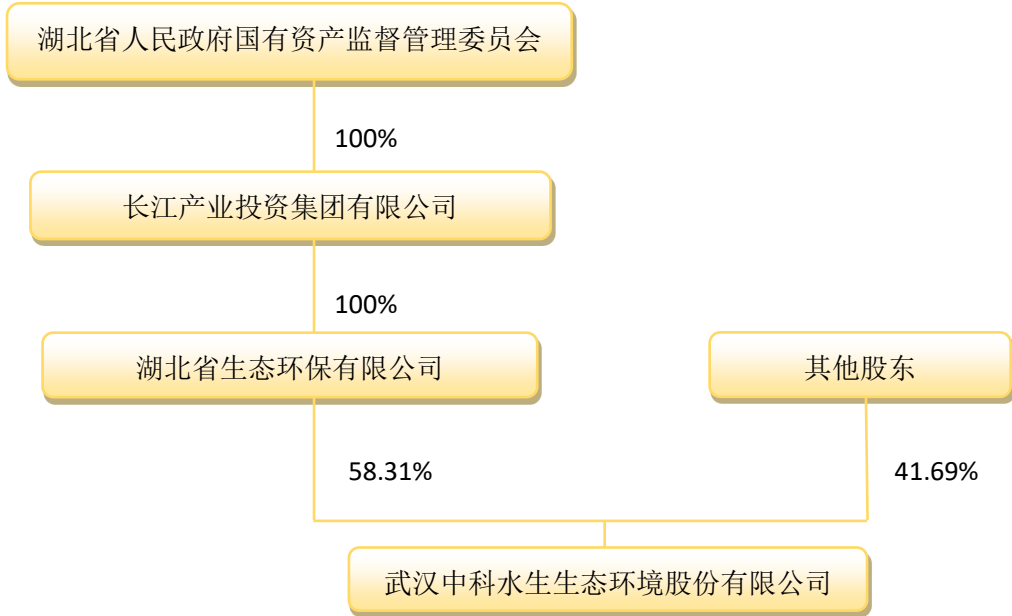 湖北省人民政府国有资产监督管理委员会
100%
长江产业投资集团有限公司
100%
湖北省生态环保有限公司
其他股东
58.31%
41.69%
武汉中科水生生态环境股份有限公司